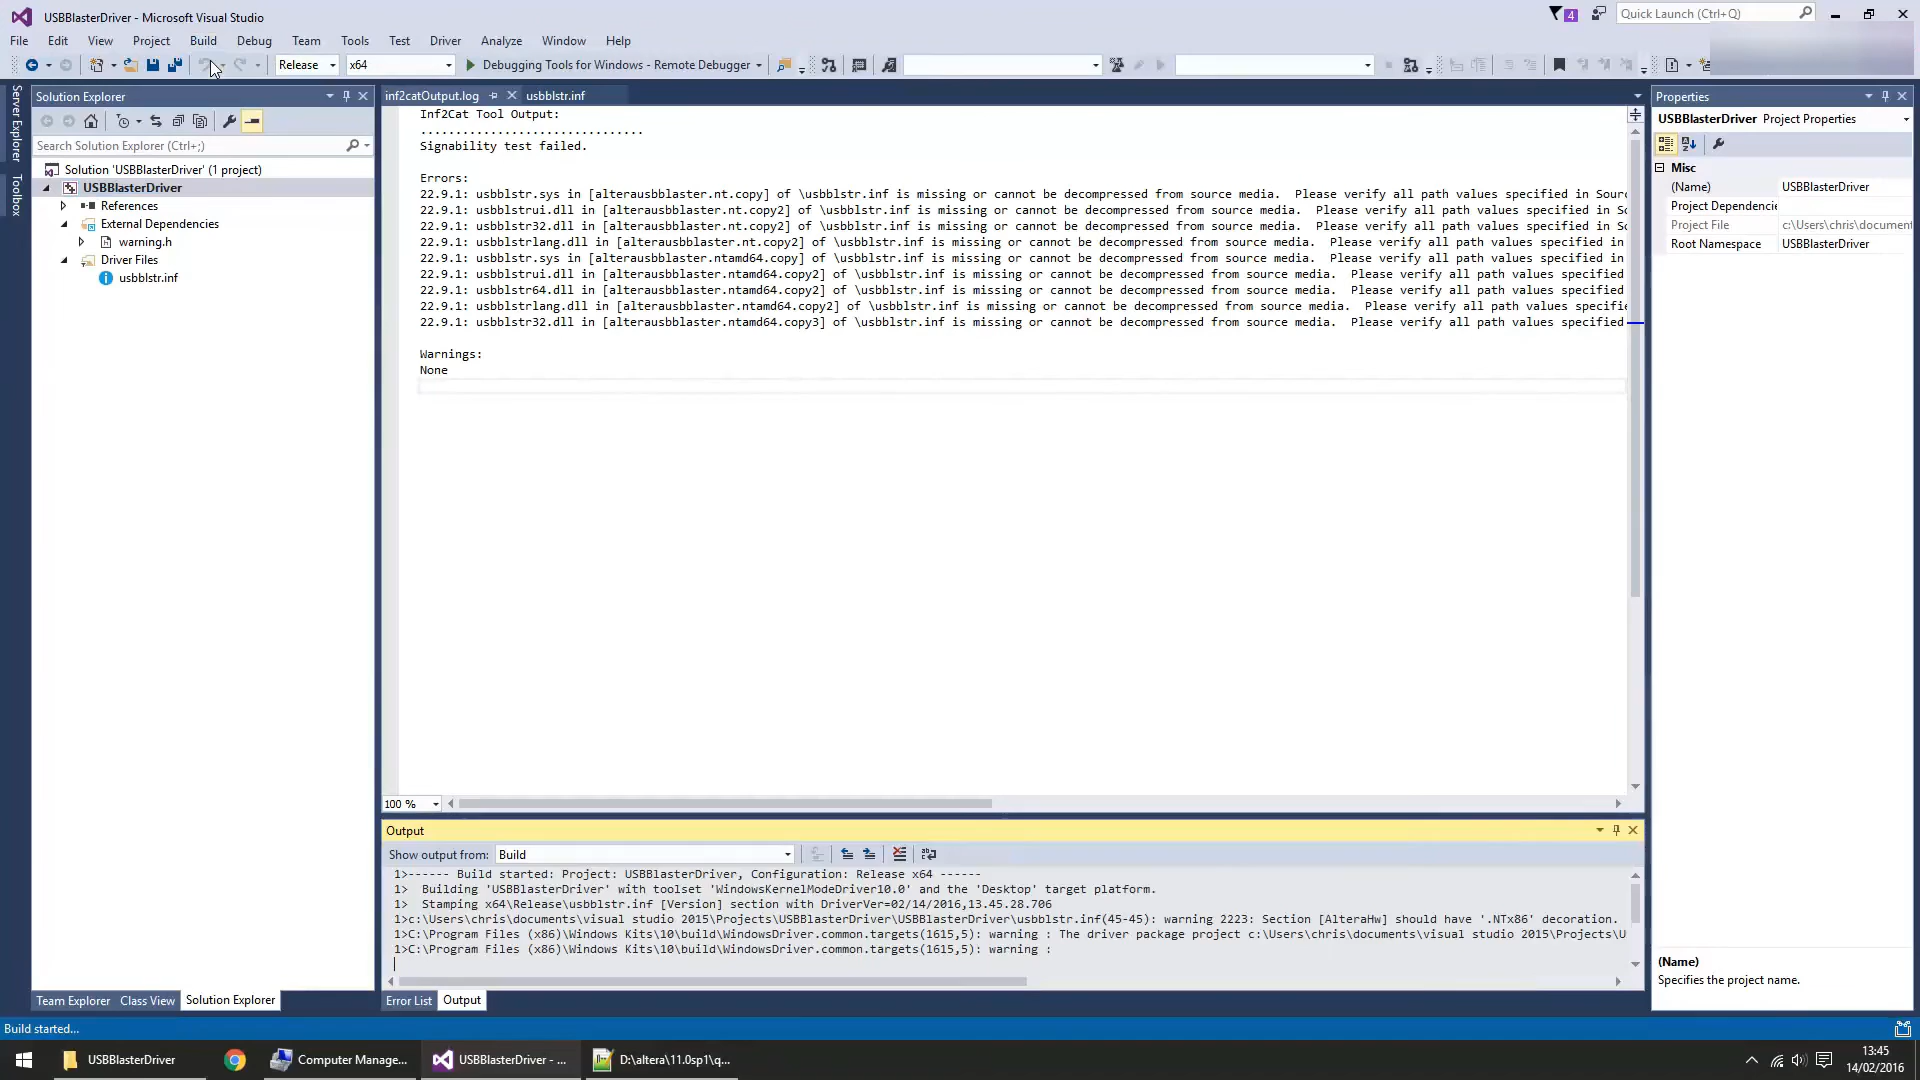 USBBlasterDriver - Microsoft Visual Studio
4
Quick Launch (Ctrl+Q)
File Edit View Project Build Debug Team Tools Test Driver Analyze Window Help
Release x64 Debugging Tools for Windows - Remote Debugger
Server Explorer
Toolbox
Solution Explorer
Search Solution Explorer (Ctrl+;)
Solution 'USBBlasterDriver' (1 project)
USBBlasterDriver
References
External Dependencies
warning.h
Driver Files
usbblstr.inf
Team Explorer Class View Solution Explorer
inf2catOutput.log usbblstr.inf
Inf2Cat Tool Output:
................................
Signability test failed.
Errors:
22.9.1: usbblstr.sys in [alterausbblaster.nt.copy] of \usbblstr.inf is missing or cannot be decompressed from source media.  Please verify all path values specified in Sourc
22.9.1: usbblstrui.dll in [alterausbblaster.nt.copy2] of \usbblstr.inf is missing or cannot be decompressed from source media.  Please verify all path values specified in Sc
22.9.1: usbblstr32.dll in [alterausbblaster.nt.copy2] of \usbblstr.inf is missing or cannot be decompressed from source media.  Please verify all path values specified in Sc
22.9.1: usbblstrlang.dll in [alterausbblaster.nt.copy2] of \usbblstr.inf is missing or cannot be decompressed from source media.  Please verify all path values specified in
22.9.1: usbblstr.sys in [alterausbblaster.ntamd64.copy] of \usbblstr.inf is missing or cannot be decompressed from source media.  Please verify all path values specified in
22.9.1: usbblstrui.dll in [alterausbblaster.ntamd64.copy2] of \usbblstr.inf is missing or cannot be decompressed from source media.  Please verify all path values specified
22.9.1: usbblstr64.dll in [alterausbblaster.ntamd64.copy2] of \usbblstr.inf is missing or cannot be decompressed from source media.  Please verify all path values specified
22.9.1: usbblstrlang.dll in [alterausbblaster.ntamd64.copy2] of \usbblstr.inf is missing or cannot be decompressed from source media.  Please verify all path values specifie
22.9.1: usbblstr32.dll in [alterausbblaster.ntamd64.copy3] of \usbblstr.inf is missing or cannot be decompressed from source media.  Please verify all path values specified
Warnings:
None
100 %
Output
Show output from: Build
1>------ Build started: Project: USBBlasterDriver, Configuration: Release x64 ------
1>  Building 'USBBlasterDriver' with toolset 'WindowsKernelModeDriver10.0' and the 'Desktop' target platform.
1>  Stamping x64\Release\usbblstr.inf [Version] section with DriverVer=02/14/2016,13.45.28.706
1>c:\Users\chris\documents\visual studio 2015\Projects\USBBlasterDriver\USBBlasterDriver\usbblstr.inf(45-45): warning 2223: Section [AlteraHw] should have '.NTx86' decoration.
1>C:\Program Files (x86)\Windows Kits\10\build\WindowsDriver.common.targets(1615,5): warning : The driver package project c:\Users\chris\documents\visual studio 2015\Projects\U
1>C:\Program Files (x86)\Windows Kits\10\build\WindowsDriver.common.targets(1615,5): warning :
Error List Output
Properties
USBBlasterDriver Project Properties
Misc
(Name) USBBlasterDriver
Project Dependencie
Project File c:\Users\chris\document
Root Namespace USBBlasterDriver
(Name)
Specifies the project name.
Build started...
USBBlasterDriver
Computer Manage...
USBBlasterDriver - ...
D:\altera\11.0sp1\q...
13:45
14/02/2016